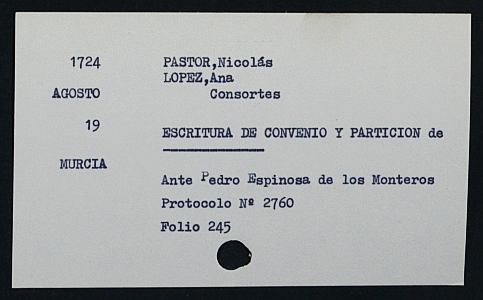 1724
AGOSTO
19
MURCIA
PASTOR,Nicolás
LOPEZ,Ana
Consortes
ESCRITURA DE CONVENIO Y PARTICION de
Ante Pedro Espinosa de los Monteros
Protocolo Nº 2760
Folio 245